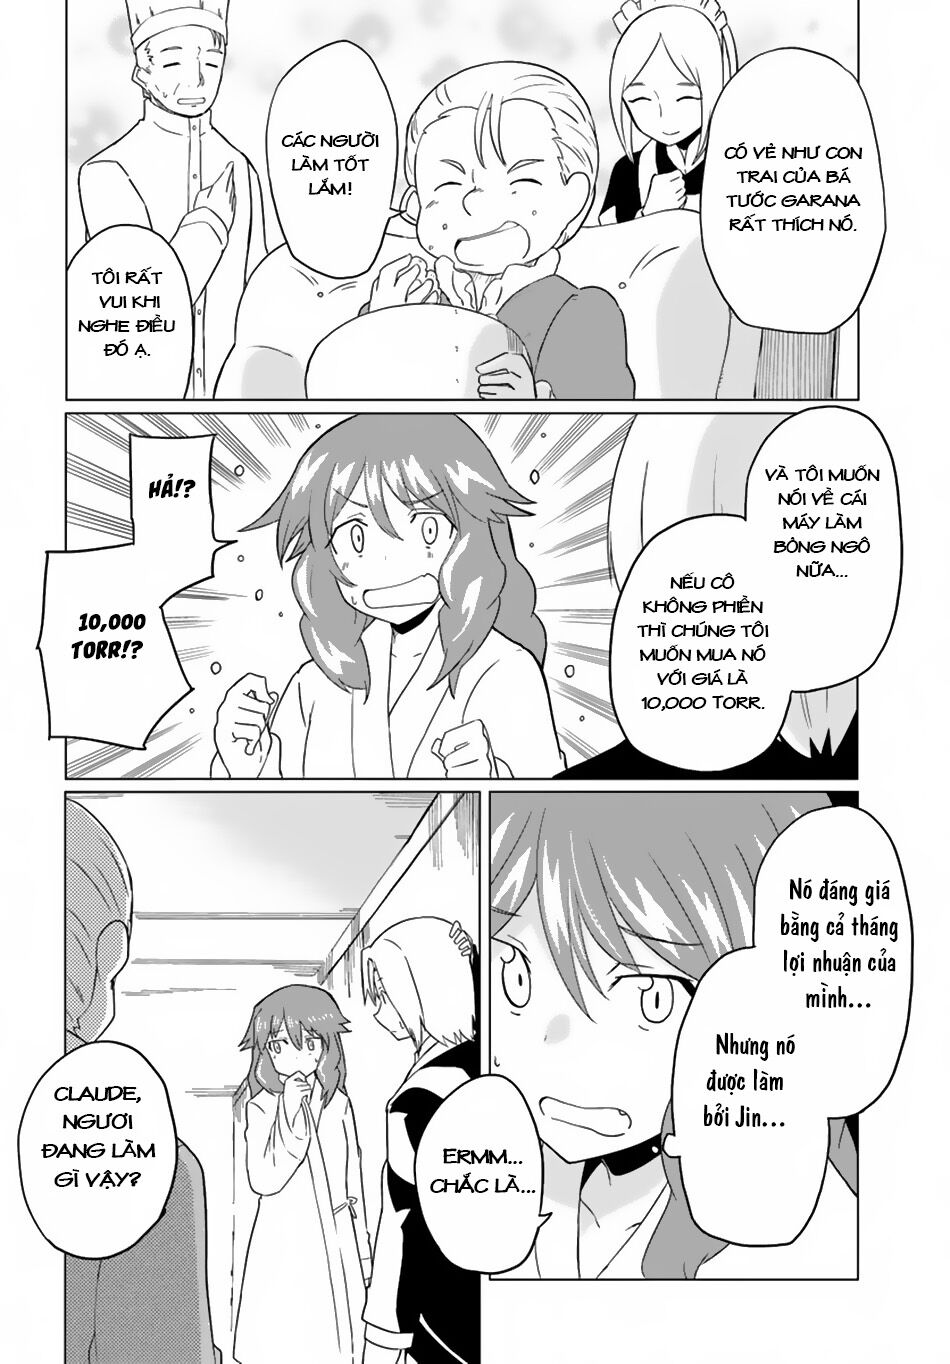 CÓ VẺ NHƯ CON
TRAI CỦA BÁ
TƯỚC GARANA
RẤT THÍCH NÓ.
CÁC NGƯỜI
LÀM TỐT
LẮM!
TÔI RẤT
VUI KHI
NGHE ĐIỀU
ĐÓ Ạ.
VÀ TÔI MUỐN
NÓI VỀ CÁI
MÁY LÀM
BÔNG NGÔ
NỮA...
NẾU CÔ
KHÔNG PHIỀN
THÌ CHÚNG TÔI
MUỐN MUA NÓ
VỚI GIÁ LÀ
10,000 TORR.
HẢ!?
10,000
TORR!?
Nó đáng giá
bằng cả tháng
lợi nhuận của
mình...
Nhưng nó
được làm
bởi Jin...
ERMM...
CHẮC LÀ...
CLAUDE,
NGƯƠI
ĐANG LÀM
GÌ VẬY?